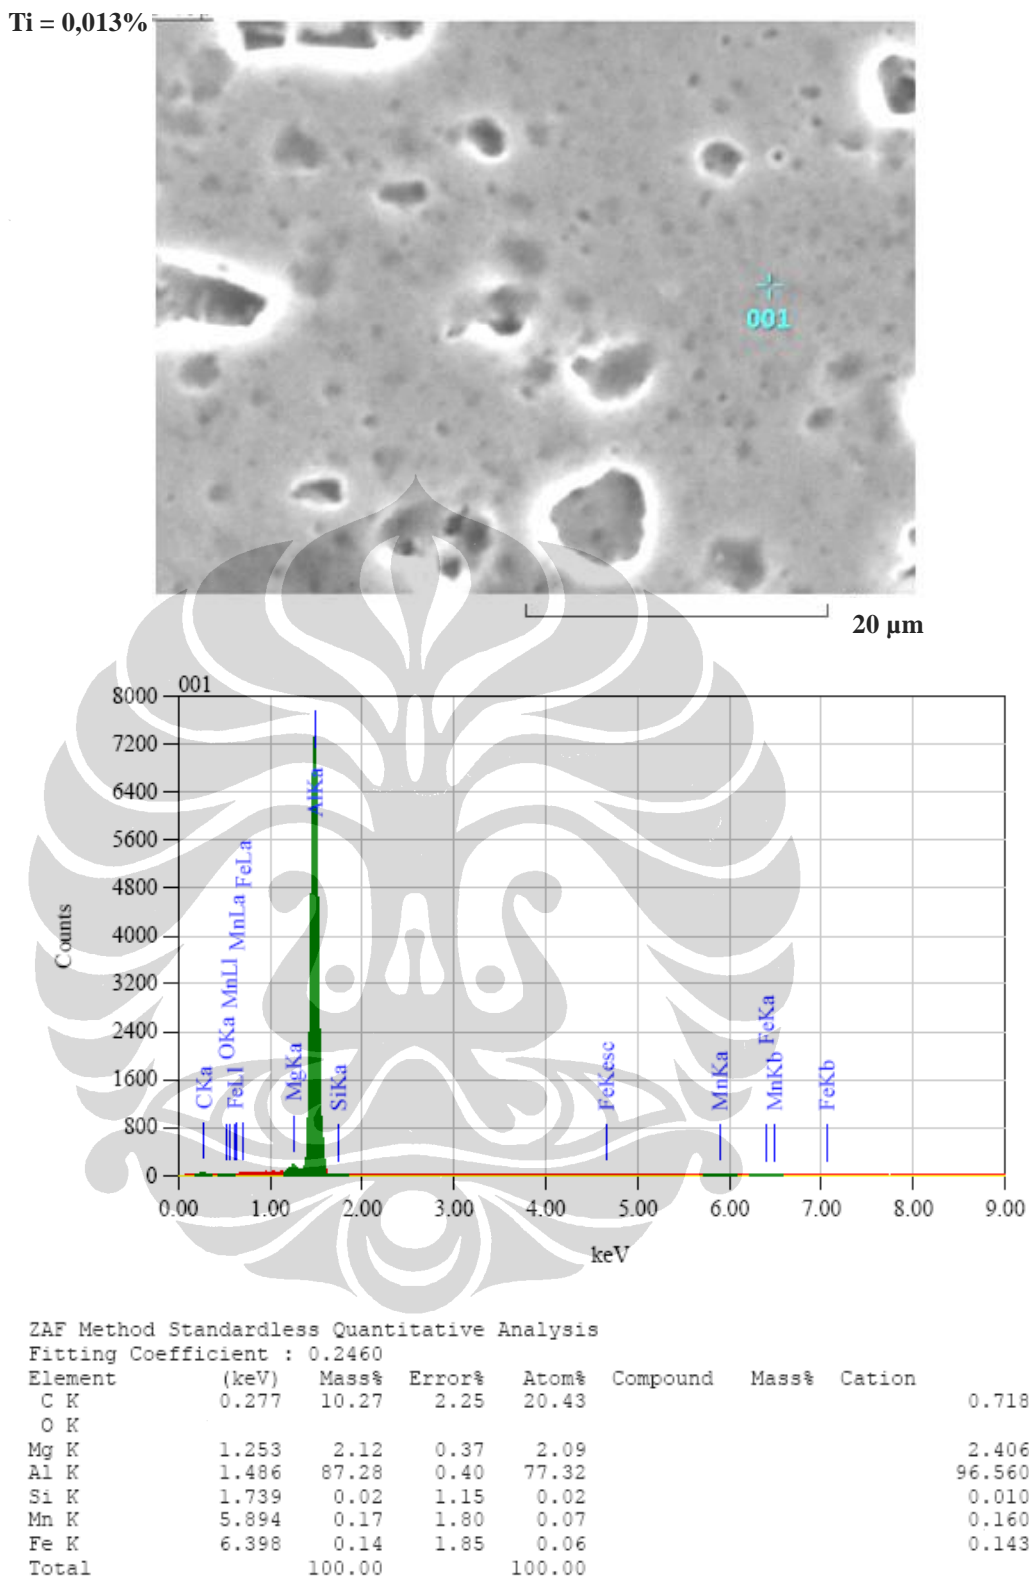 Ti = 0,013%
001
20 µm
001
8000
7200
6400
5600
4800
4000
3200
2400
1600
800
0
Counts
CKa
FeLl
OKa
MnLl
MnLa
FeLa
MgKa
AlKa
SiKa
FeKesc
MnKa
MnKb
FeKa
FeKb
0.00 1.00 2.00 3.00 4.00 5.00 6.00 7.00 8.00 9.00
keV
ZAF Method Standardless Quantitative Analysis
Fitting Coefficient : 0.2460
Element (keV) Mass% Error% Atom% Compound Mass% Cation
C K 0.277 10.27 2.25 20.43 0.718
O K
Mg K 1.253 2.12 0.37 2.09 2.406
Al K 1.486 87.28 0.40 77.32 96.560
Si K 1.739 0.02 1.15 0.02 0.010
Mn K 5.894 0.17 1.80 0.07 0.160
Fe K 6.398 0.14 1.85 0.06 0.143
Total 100.00 100.00